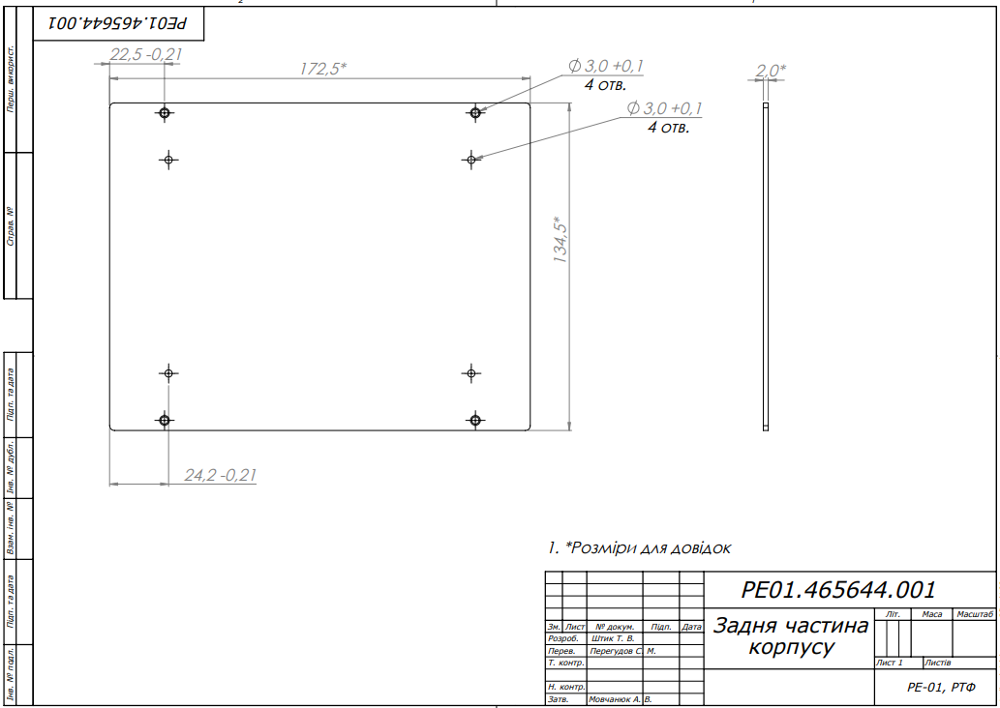 РЕ01.465644.001
22,5 -0,21
172,5*
∅ 3,0 +0,1
4 отв.
∅ 3,0 +0,1
4 отв.
2,0*
134,5*
24,2 -0,21
1. *Розміри для довідок
Перш. використ.
Справ. №
Підп. та дата
Інв. № дубл.
Взам. інв. №
Підп. та дата
Інв. № подл.
РЕ01.465644.001
Зм. Лист № докум. Підп. Дата
Розроб. Штик Т. В.
Перев. Перегудов С. М.
Т. контр.
Н. контр.
Затв. Мовчанюк А. В.
Задня частина
корпусу
Літ. Маса Масштаб
Лист 1 Листів
РЕ-01, РТФ